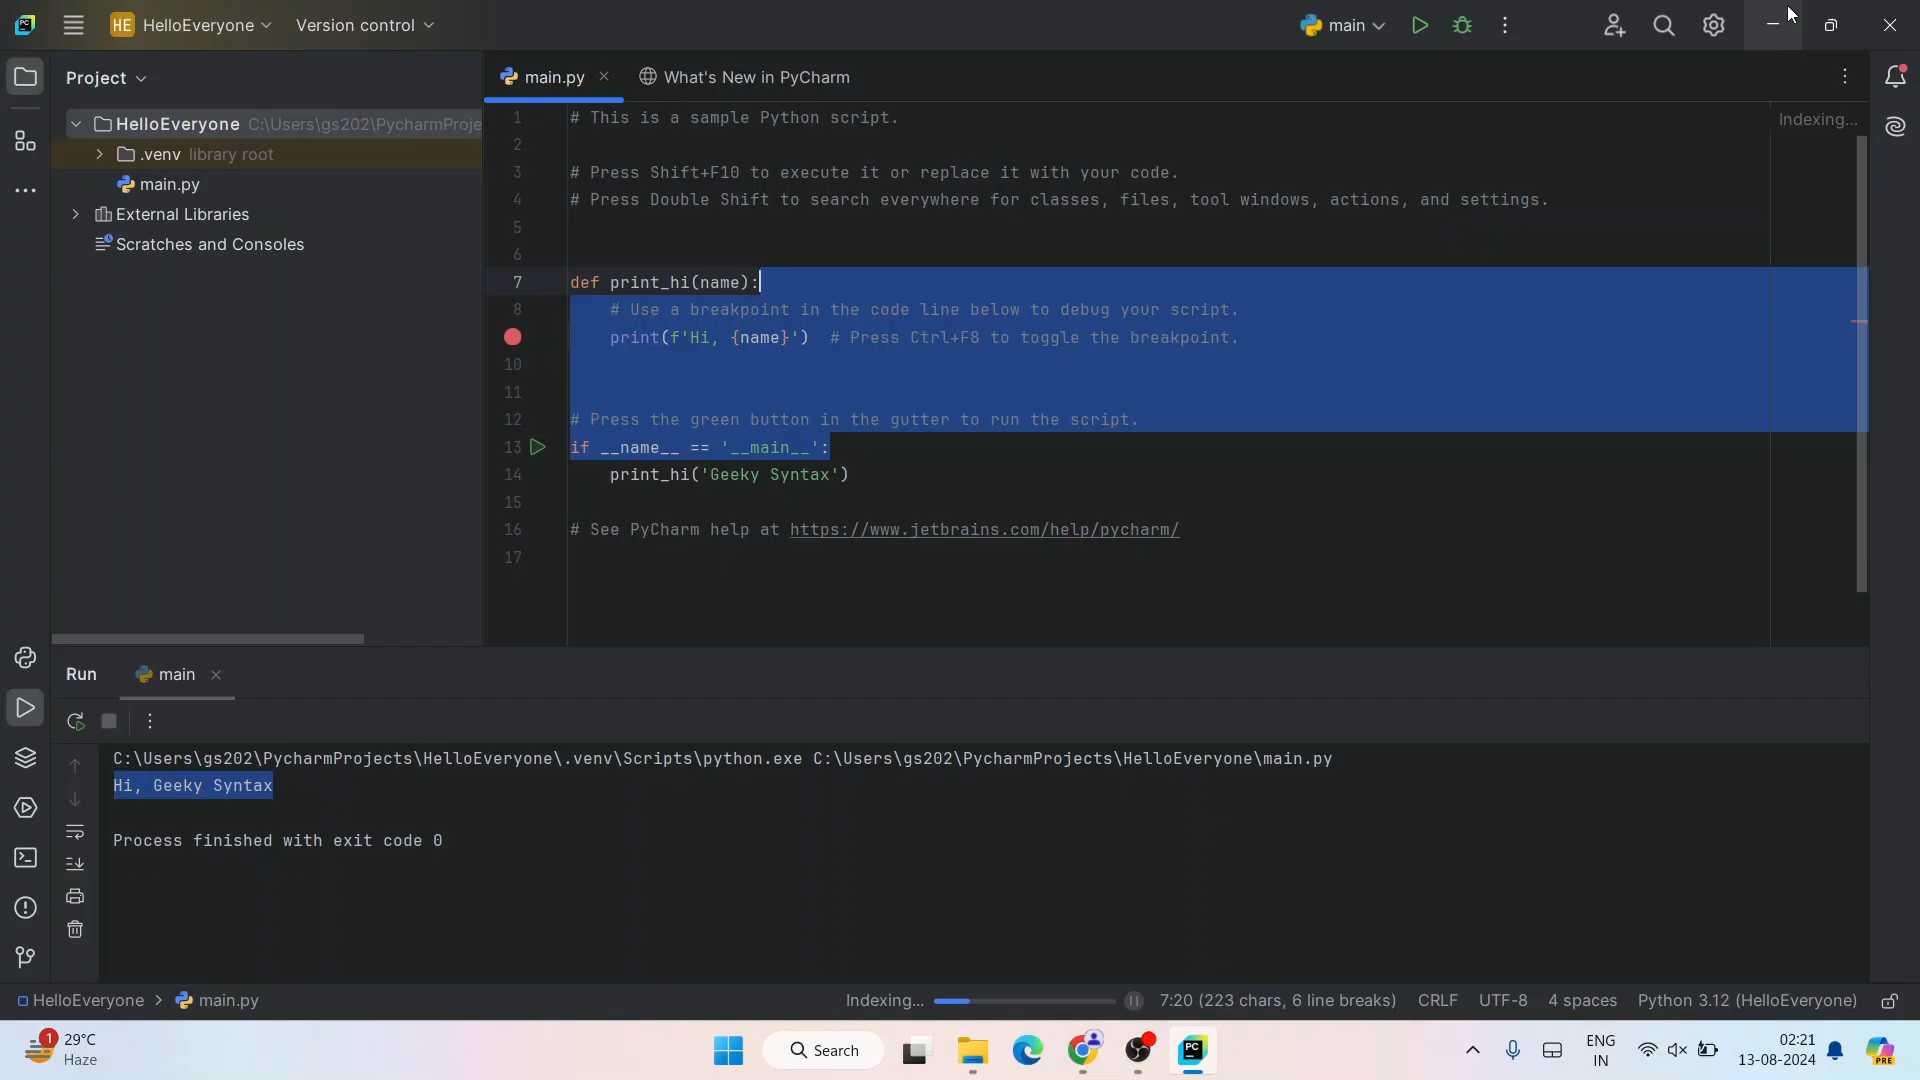 PC
HE HelloEveryone
Version control
main
Project
main.py
What's New in PyCharm
HelloEveryone C:\Users\gs202\PycharmProje
.venv library root
main.py
External Libraries
Scratches and Consoles
Indexing...
1 # This is a sample Python script.
2
3 # Press Shift+F10 to execute it or replace it with your code.
4 # Press Double Shift to search everywhere for classes, files, tool windows, actions, and settings.
5
6
7 def print_hi(name):
8 # Use a breakpoint in the code line below to debug your script.
print(f'Hi, {name}') # Press Ctrl+F8 to toggle the breakpoint.
10
11
12 # Press the green button in the gutter to run the script.
13 if __name__ == '__main__':
14 print_hi('Geeky Syntax')
15
16 # See PyCharm help at https://www.jetbrains.com/help/pycharm/
17
Run
main
C:\Users\gs202\PycharmProjects\HelloEveryone\.venv\Scripts\python.exe C:\Users\gs202\PycharmProjects\HelloEveryone\main.py
Hi, Geeky Syntax
Process finished with exit code 0
HelloEveryone > main.py
Indexing...
7:20 (223 chars, 6 line breaks)
CRLF
UTF-8
4 spaces
Python 3.12 (HelloEveryone)
1
29°C
Haze
Search
PC
ENG
IN
02:21
13-08-2024
PRE